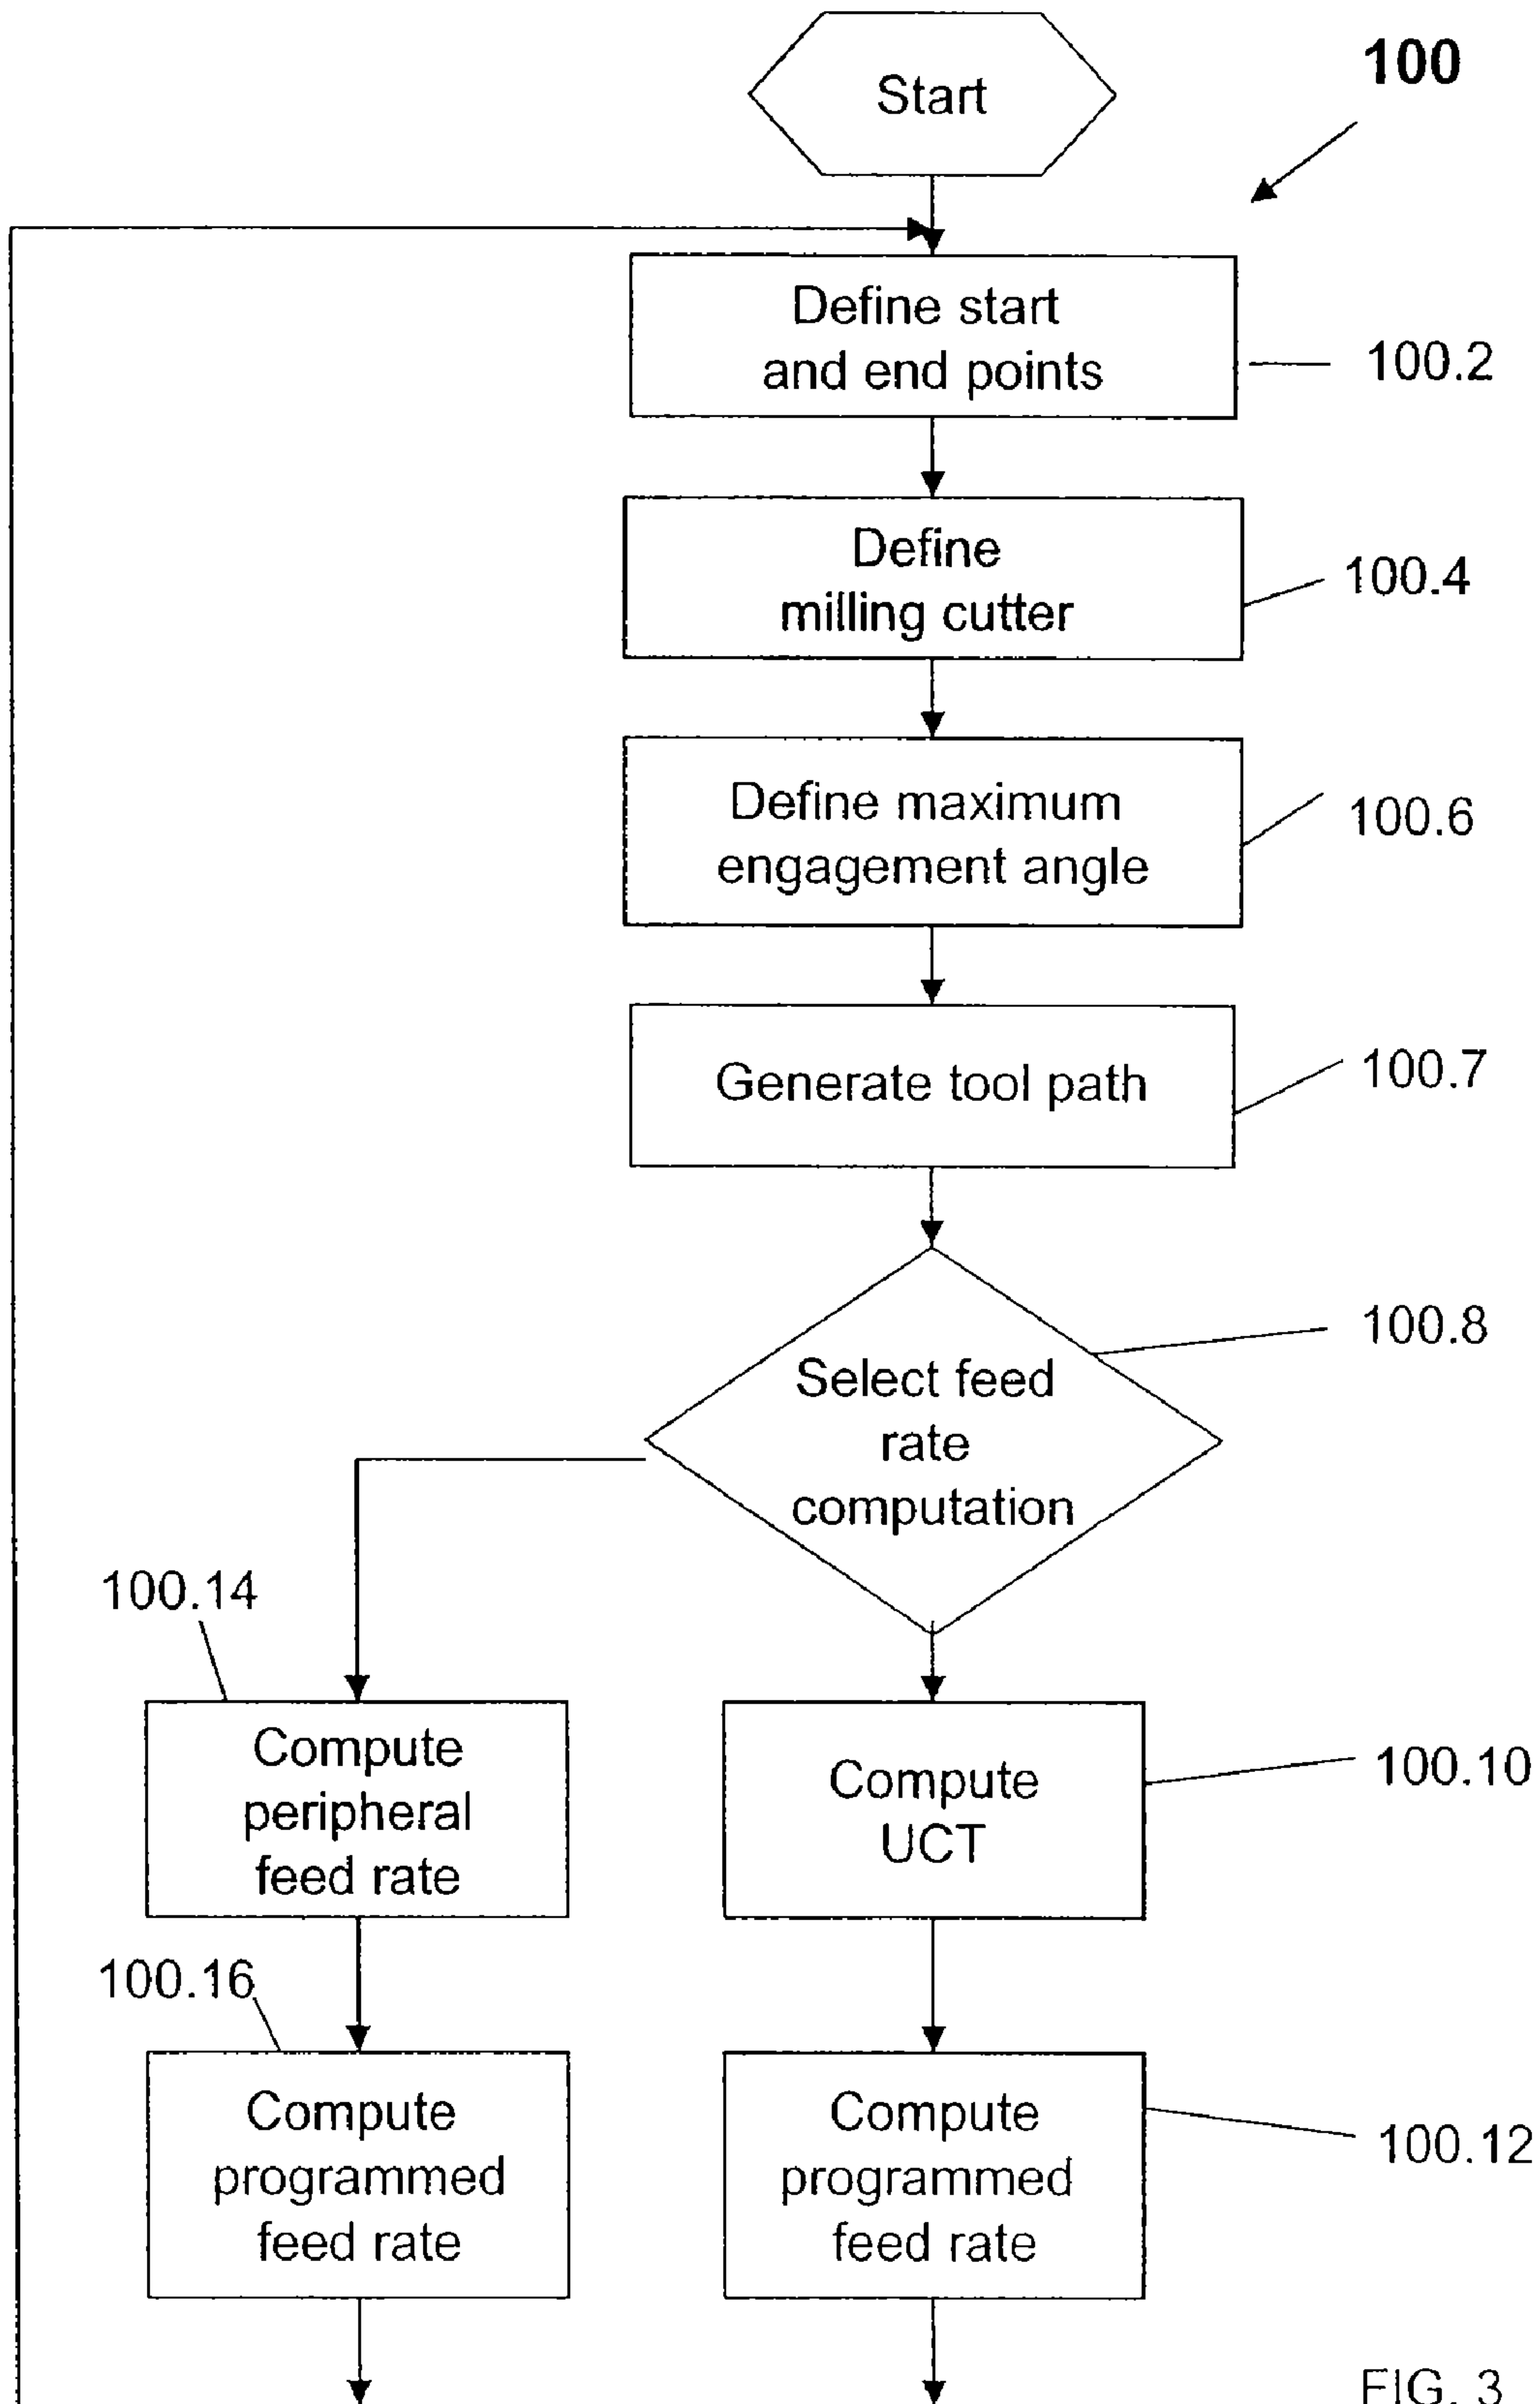 Start
100
Define start
and end points
100.2
Define
milling cutter
100.4
Define maximum
engagement angle
100.6
Generate tool path
100.7
Select feed
rate
computation
100.8
100.14
Compute
peripheral
feed rate
Compute
UCT
100.10
100.16
Compute
programmed
feed rate
Compute
programmed
feed rate
100.12
FIG. 3